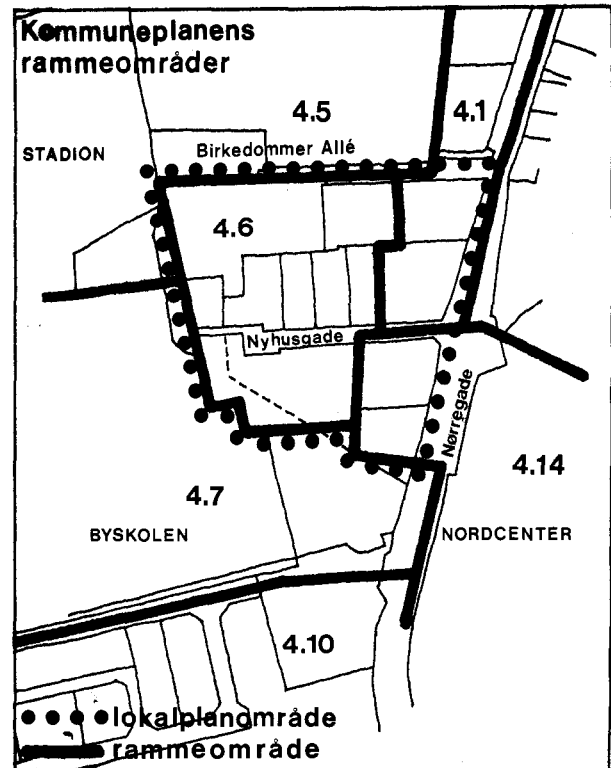 Kommuneplanens
rammeområder
4.5
4.1
STADION
Birkedommer Allé
4.6
Nyhusgade
Nørregade
4.14
4.7
BYSKOLEN
NORDCENTER
4.10
lokalplanområde
rammeområde